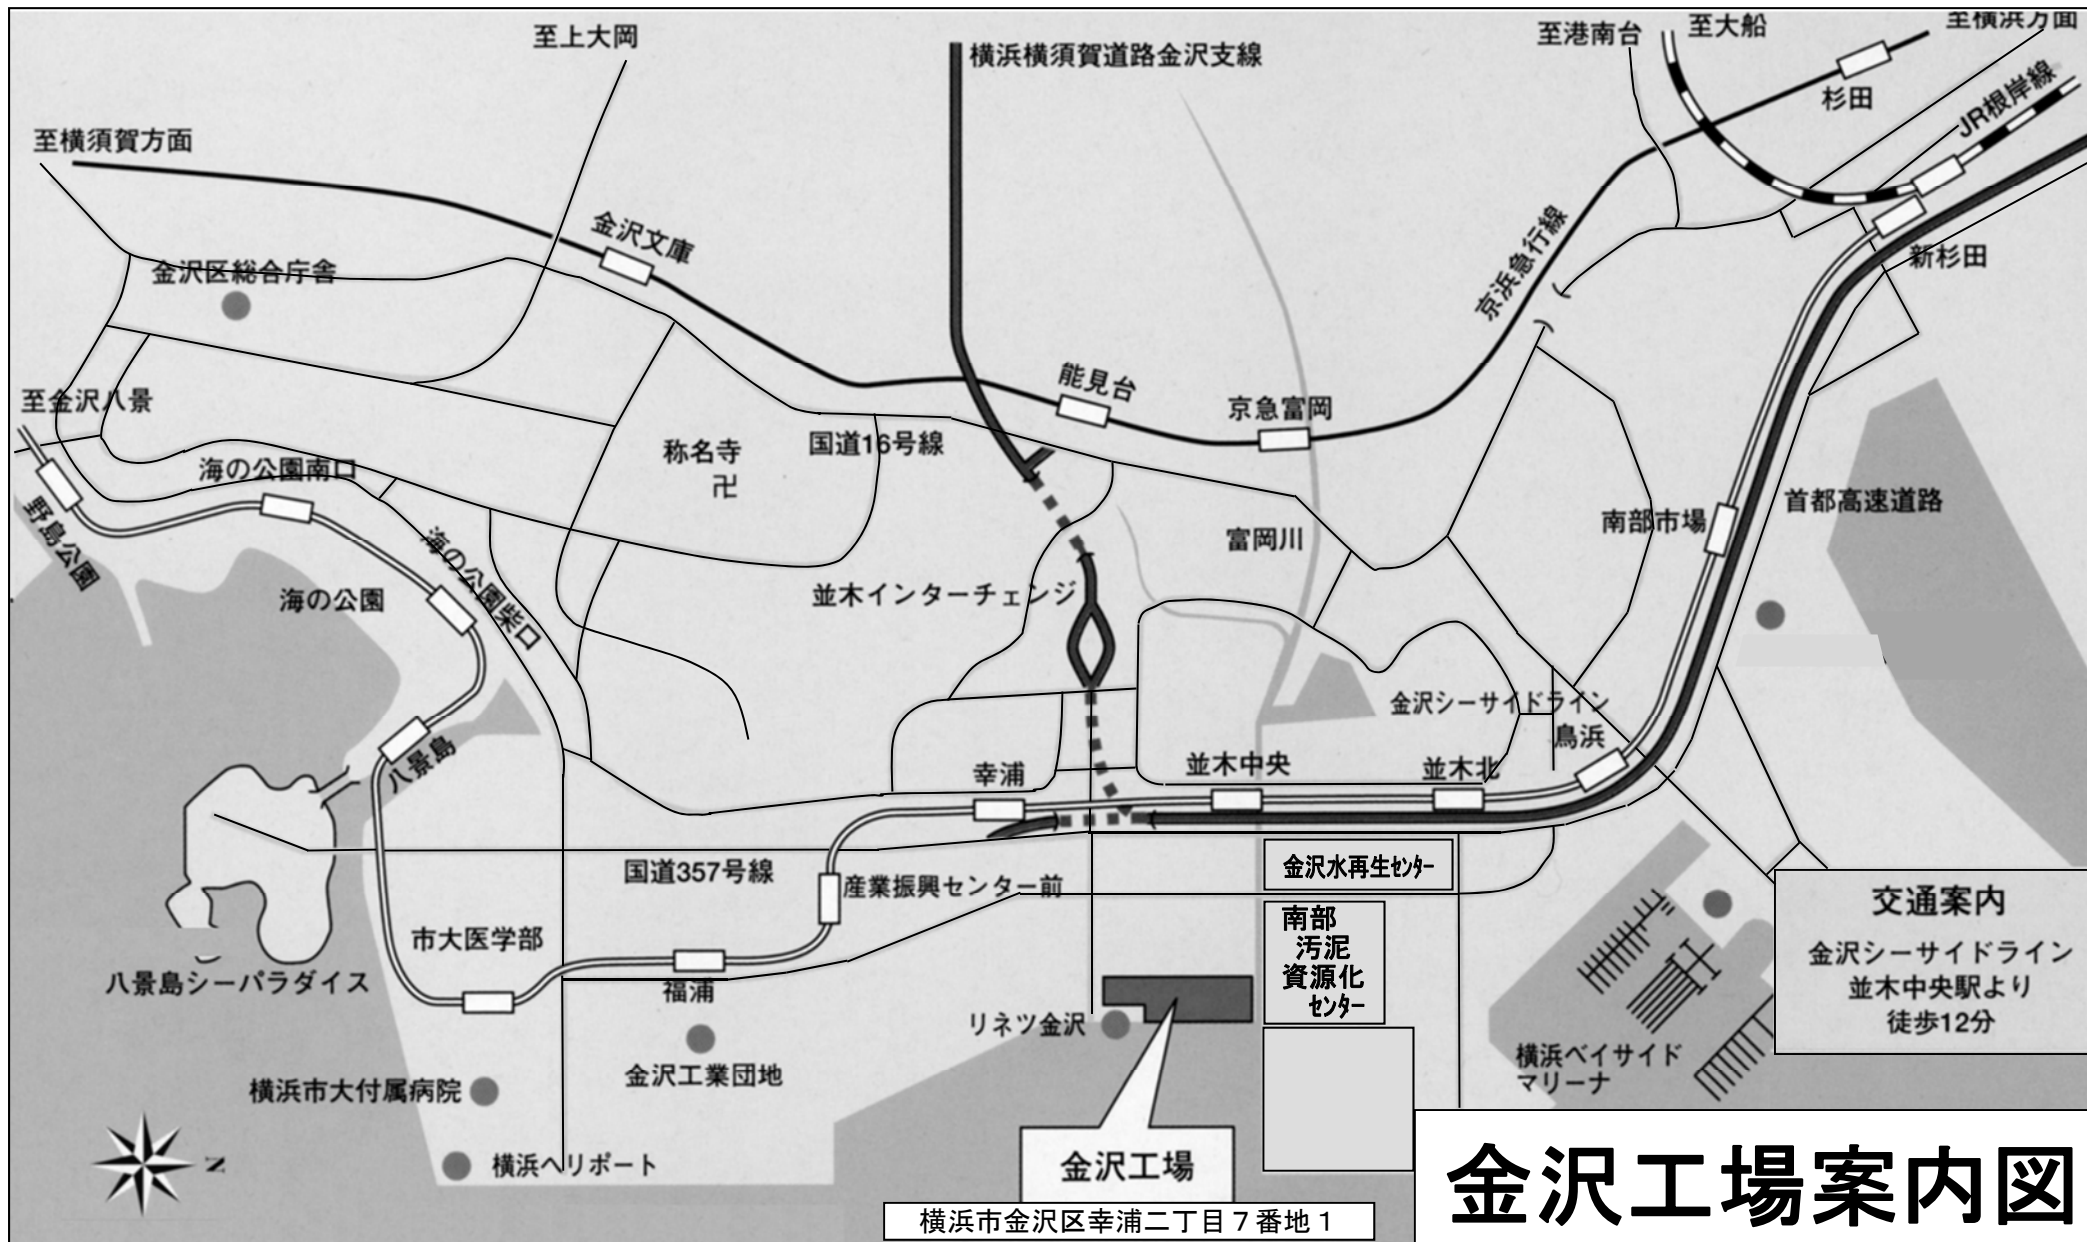 至上大岡
横浜横須賀道路金沢支線
至港南台
至大船
至横浜方面
杉田
JR根岸線
至横須賀方面
金沢文庫
京浜急行線
新杉田
金沢区総合庁舎
至金沢八景
能見台
京急富岡
国道16号線
称名寺
卍
海の公園南口
野島公園
南部市場
首都高速道路
富岡川
海の公園柴口
海の公園
並木インターチェンジ
金沢シーサイドライン
鳥浜
八景島
幸浦
並木中央
並木北
国道357号線
産業振興センター前
金沢水再生ｾﾝﾀｰ
南部
汚泥
資源化
ｾﾝﾀｰ
市大医学部
八景島シーパラダイス
福浦
リネツ金沢
金沢工業団地
横浜市大付属病院
横浜ヘリポート
横浜ベイサイド
マリーナ
交通案内
金沢シーサイドライン
並木中央駅より
徒歩12分
N
金沢工場
横浜市金沢区幸浦二丁目７番地１
金沢工場案内図